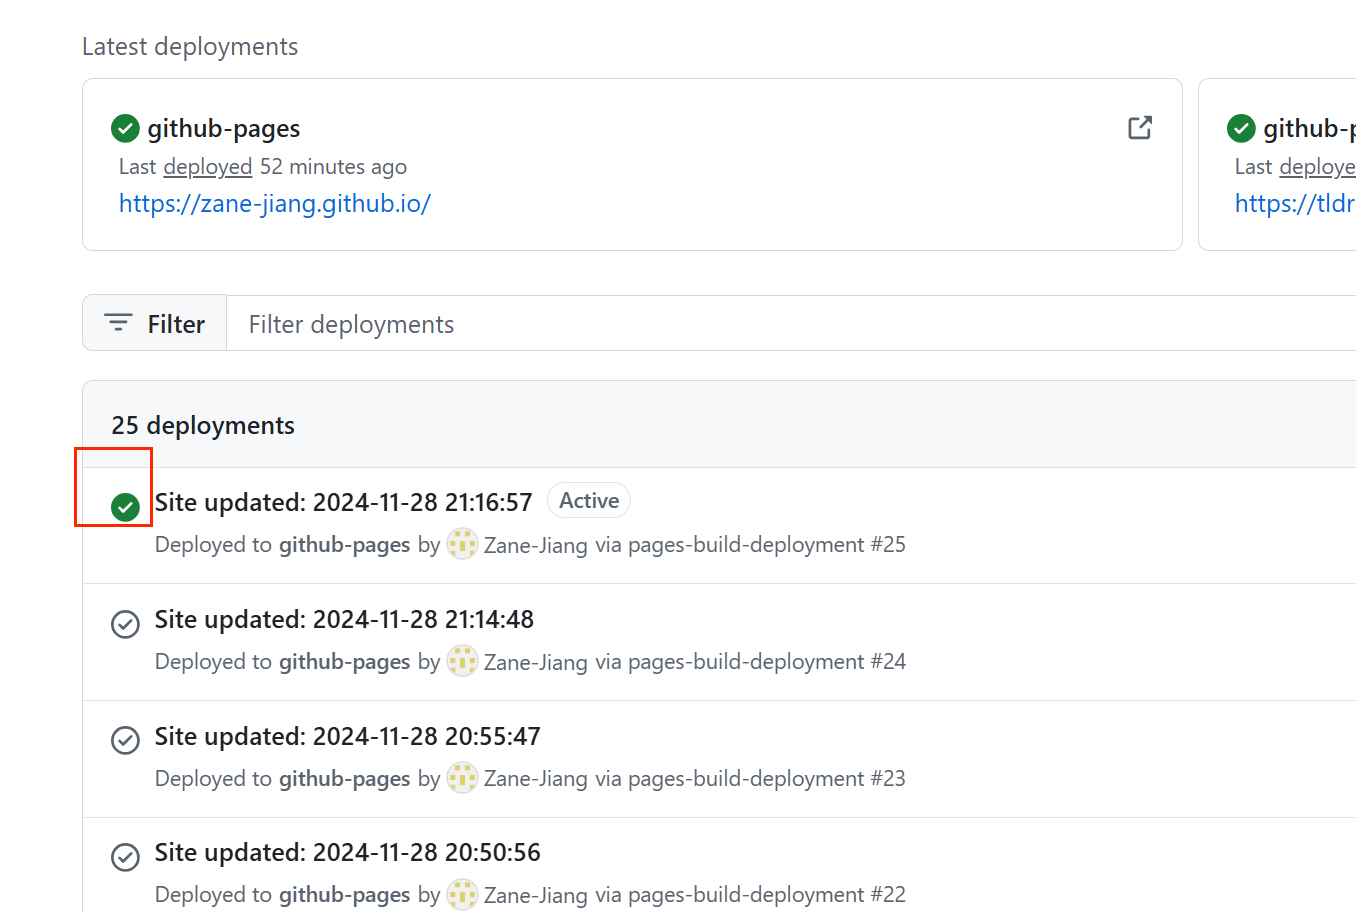 Latest deployments
github-pages
Last deployed 52 minutes ago
https://zane-jiang.github.io/
github-p
Last deploye
https://tldr
Filter
Filter deployments
25 deployments
Site updated: 2024-11-28 21:16:57 Active
Deployed to github-pages by Zane-Jiang via pages-build-deployment #25
Site updated: 2024-11-28 21:14:48
Deployed to github-pages by Zane-Jiang via pages-build-deployment #24
Site updated: 2024-11-28 20:55:47
Deployed to github-pages by Zane-Jiang via pages-build-deployment #23
Site updated: 2024-11-28 20:50:56
Deployed to github-pages by Zane-Jiang via pages-build-deployment #22